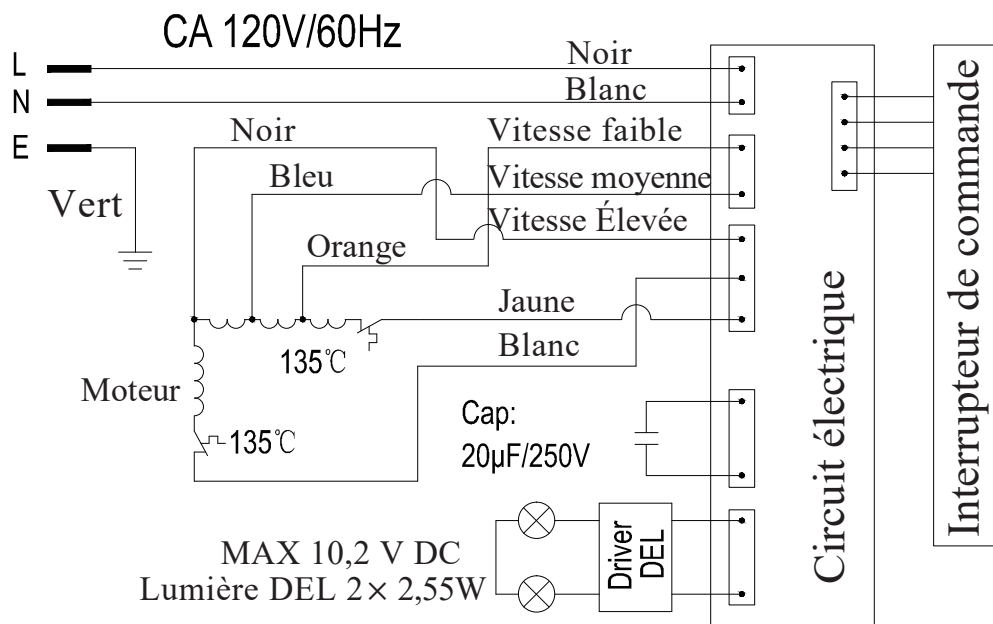 CA 120V/60Hz
L
N
E
Noir
Blanc
Noir
Vitesse faible
Bleu
Vitesse moyenne
Vert
Vitesse Élevée
Orange
Jaune
135℃
Blanc
Moteur
135℃
Cap:
20µF/250V
MAX 10,2 V DC
Lumière DEL 2× 2,55W
Driver
DEL
Circuit électrique
Interrupteur de commande